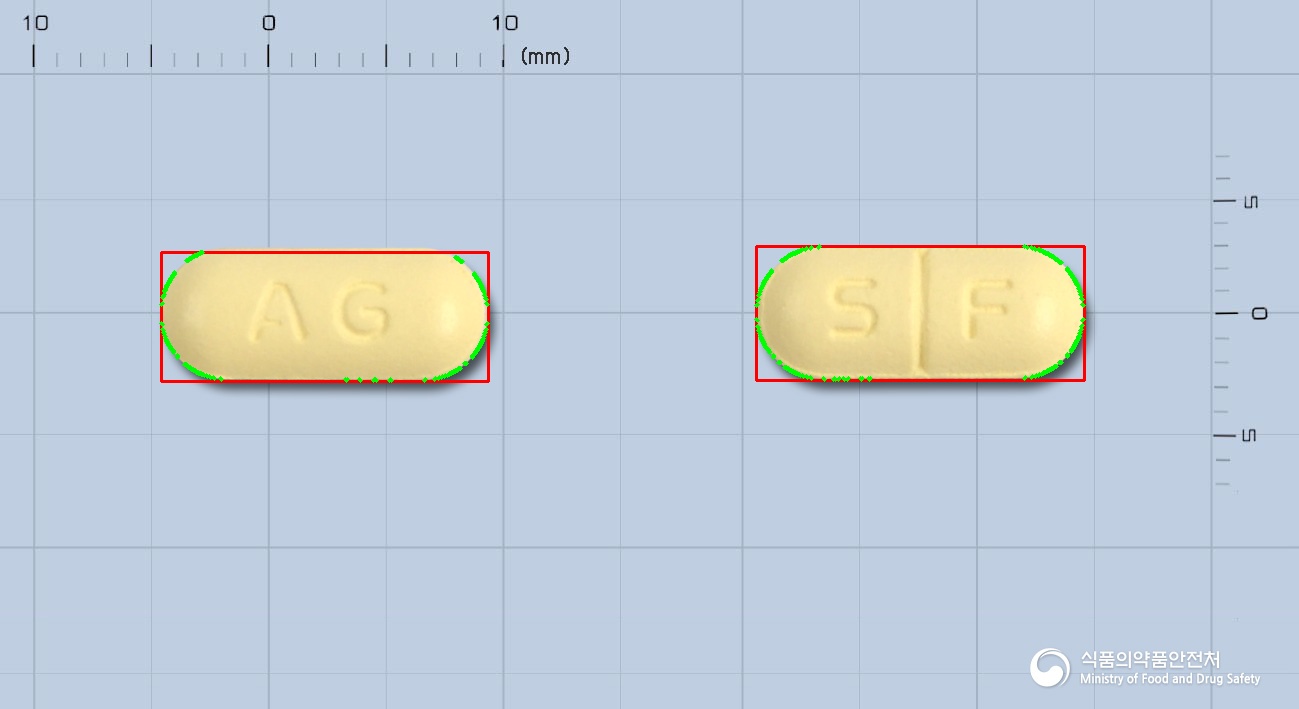 10 0 10
(mm)
5
AG
S F
0
5
식품의약품안전처
Ministry of Food and Drug Safety